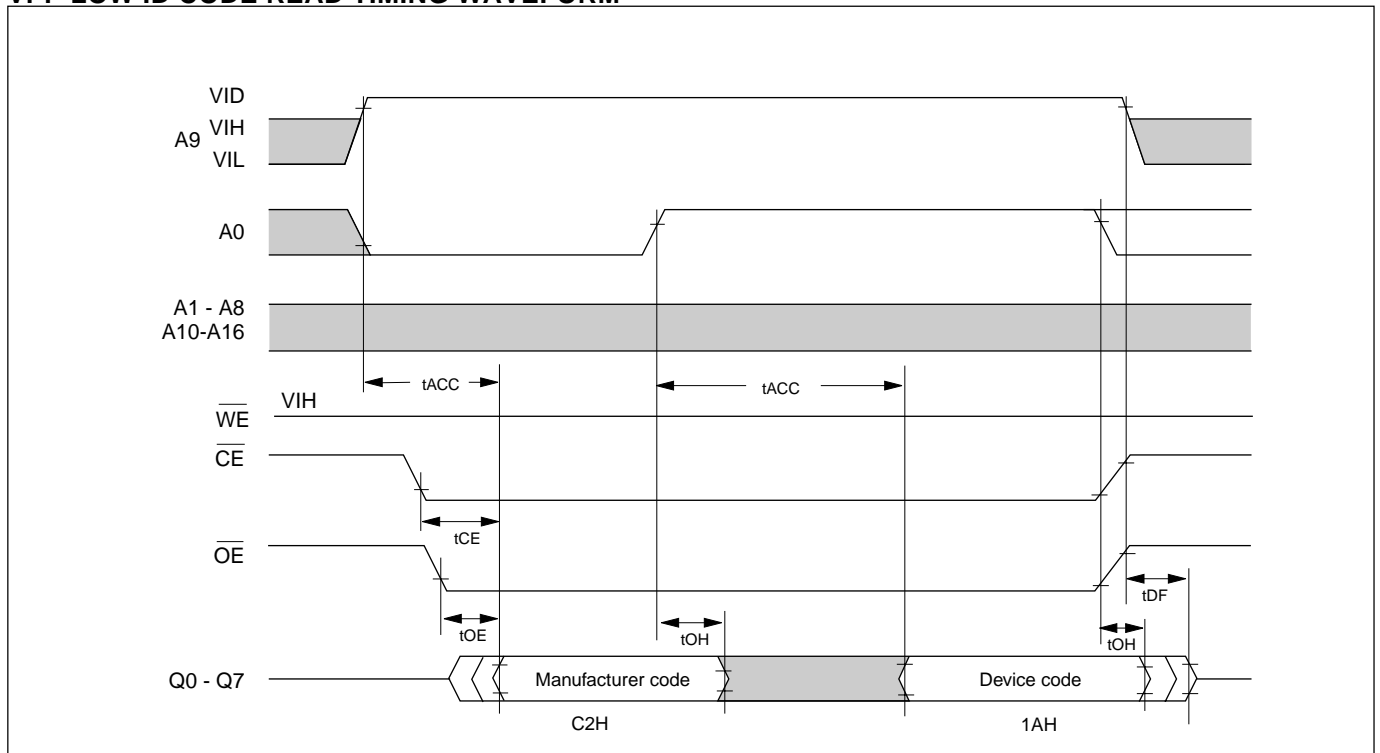 VID
A9 VIH
VIL
A0
A1 - A8
A10-A16
tACC
tACC
VIH
WE
CE
tCE
OE
tDF
tOE
tOH
tOH
Q0 - Q7
Manufacturer code
Device code
C2H
1AH